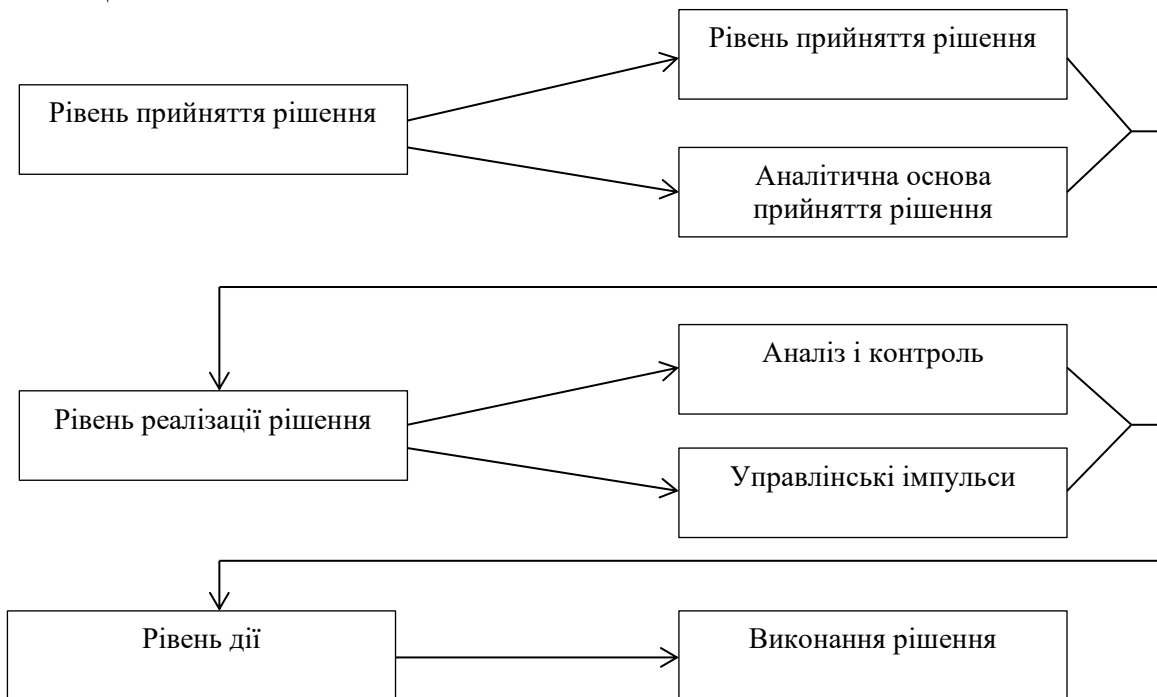 Рівень прийняття рішення
Рівень прийняття рішення
Аналітична основа
прийняття рішення
Рівень реалізації рішення
Аналіз і контроль
Управлінські імпульси
Рівень дії
Виконання рішення